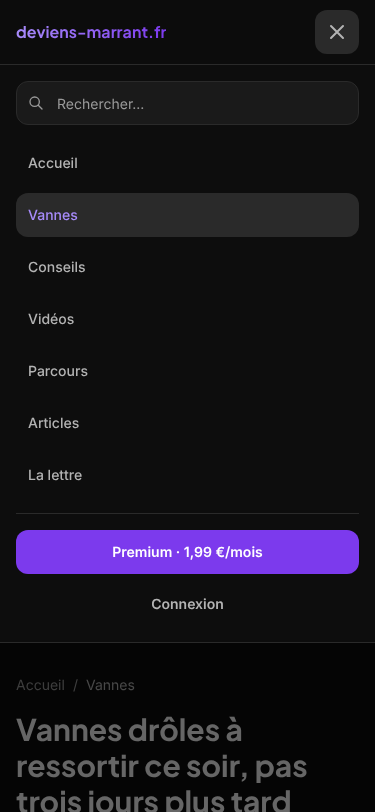 deviens-marrant.fr
Rechercher...
Accueil
Vannes
Conseils
Vidéos
Parcours
Articles
La lettre
Premium · 1,99 €/mois
Connexion
Accueil / Vannes
Vannes drôles à
ressortir ce soir, pas
trois jours plus tard